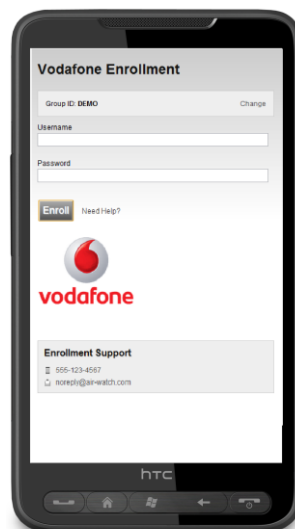 Vodafone Enrollment
Group ID: DEMO Change
Username
Password
Enroll Need Help?
vodafone
Enrollment Support
555-123-4567
noreply@air-watch.com
hTC